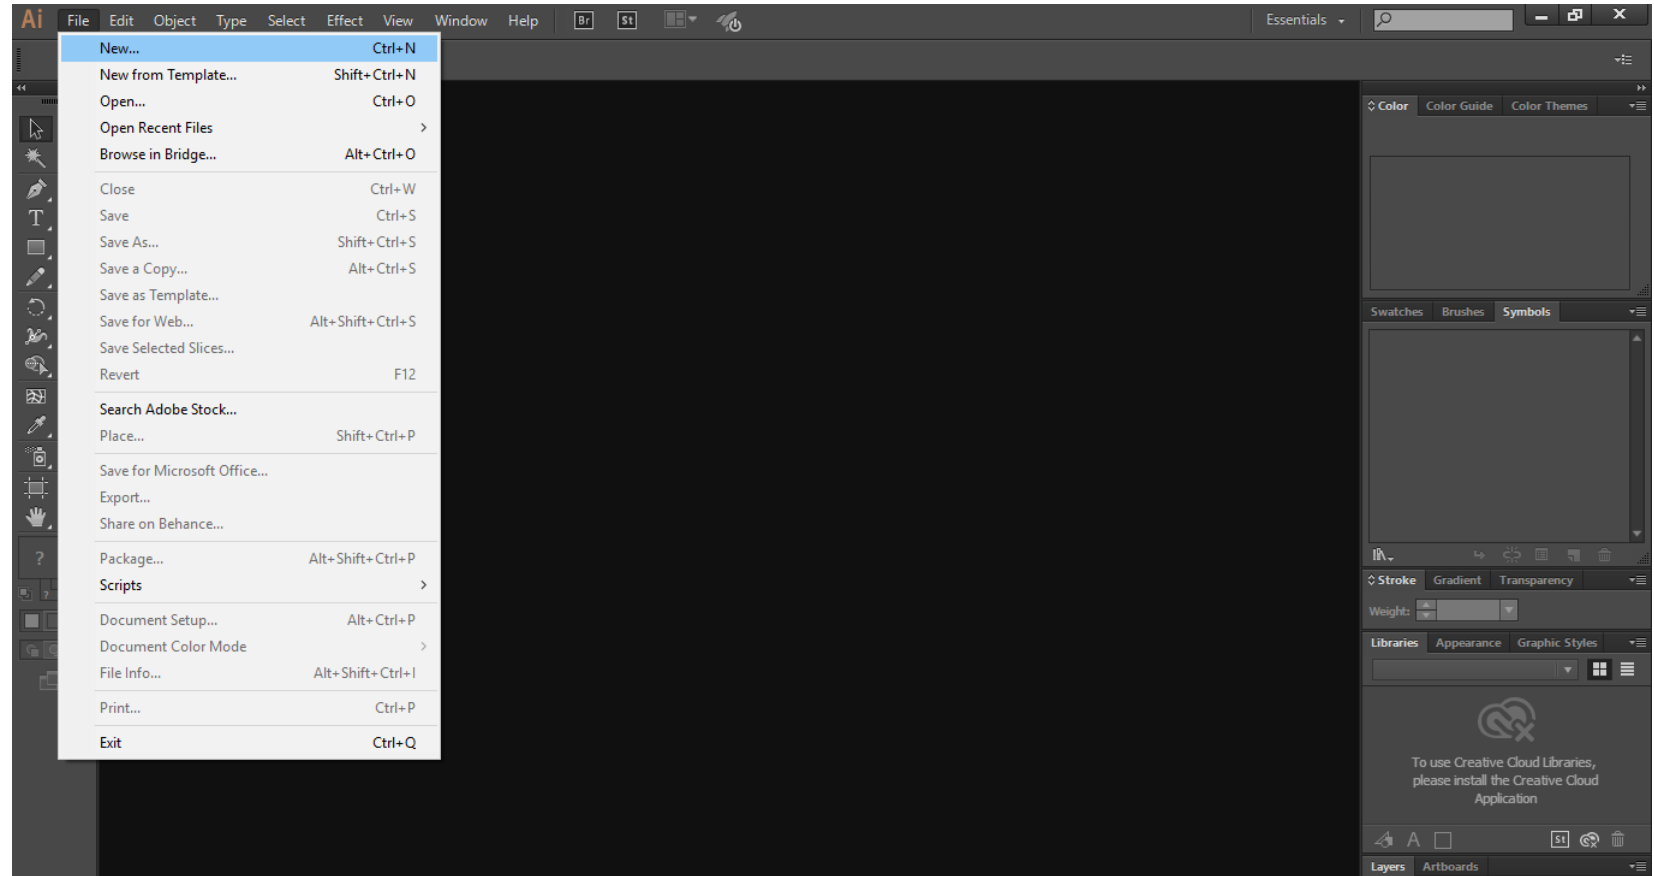 Ai File Edit Object Type Select Effect View Window Help Br St Essentials
New... Ctrl+N
New from Template... Shift+Ctrl+N
Open... Ctrl+O
Open Recent Files
Browse in Bridge... Alt+Ctrl+O
Close Ctrl+W
Save Ctrl+S
Save As... Shift+Ctrl+S
Save a Copy... Alt+Ctrl+S
Save as Template...
Save for Web... Alt+Shift+Ctrl+S
Save Selected Slices...
Revert F12
Search Adobe Stock...
Place... Shift+Ctrl+P
Save for Microsoft Office...
Export...
Share on Behance...
Package... Alt+Shift+Ctrl+P
Scripts
Document Setup... Alt+Ctrl+P
Document Color Mode
File Info... Alt+Shift+Ctrl+I
Print... Ctrl+P
Exit Ctrl+Q
T
?
?
Color Color Guide Color Themes
Swatches Brushes Symbols
Stroke Gradient Transparency
Weight:
Libraries Appearance Graphic Styles
To use Creative Cloud Libraries,
please install the Creative Cloud
Application
A St
Layers Artboards